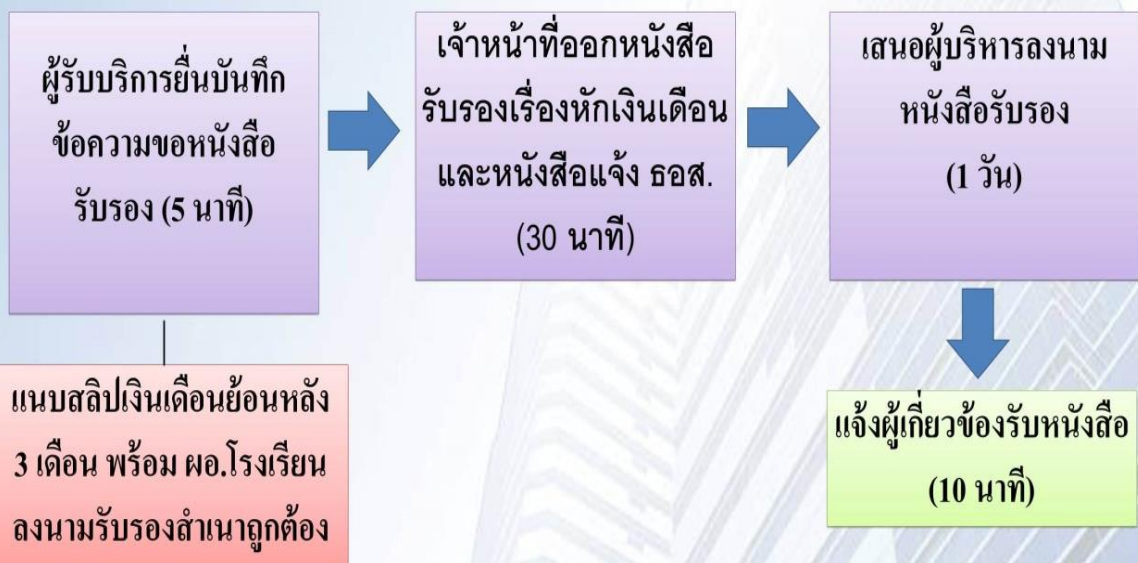 ผู้รับบริการยื่นบันทึก
ข้อความขอหนังสือ
รับรอง (5 นาที)
แนบสลิปเงินเดือนย้อนหลัง
3 เดือน พร้อม ผอ.โรงเรียน
ลงนามรับรองสำเนาถูกต้อง
เจ้าหน้าที่ออกหนังสือ
รับรองเรื่องหักเงินเดือน
และหนังสือแจ้ง ธอส.
(30 นาที)
เสนอผู้บริหารลงนาม
หนังสือรับรอง
(1 วัน)
แจ้งผู้เกี่ยวข้องรับหนังสือ
(10 นาที)